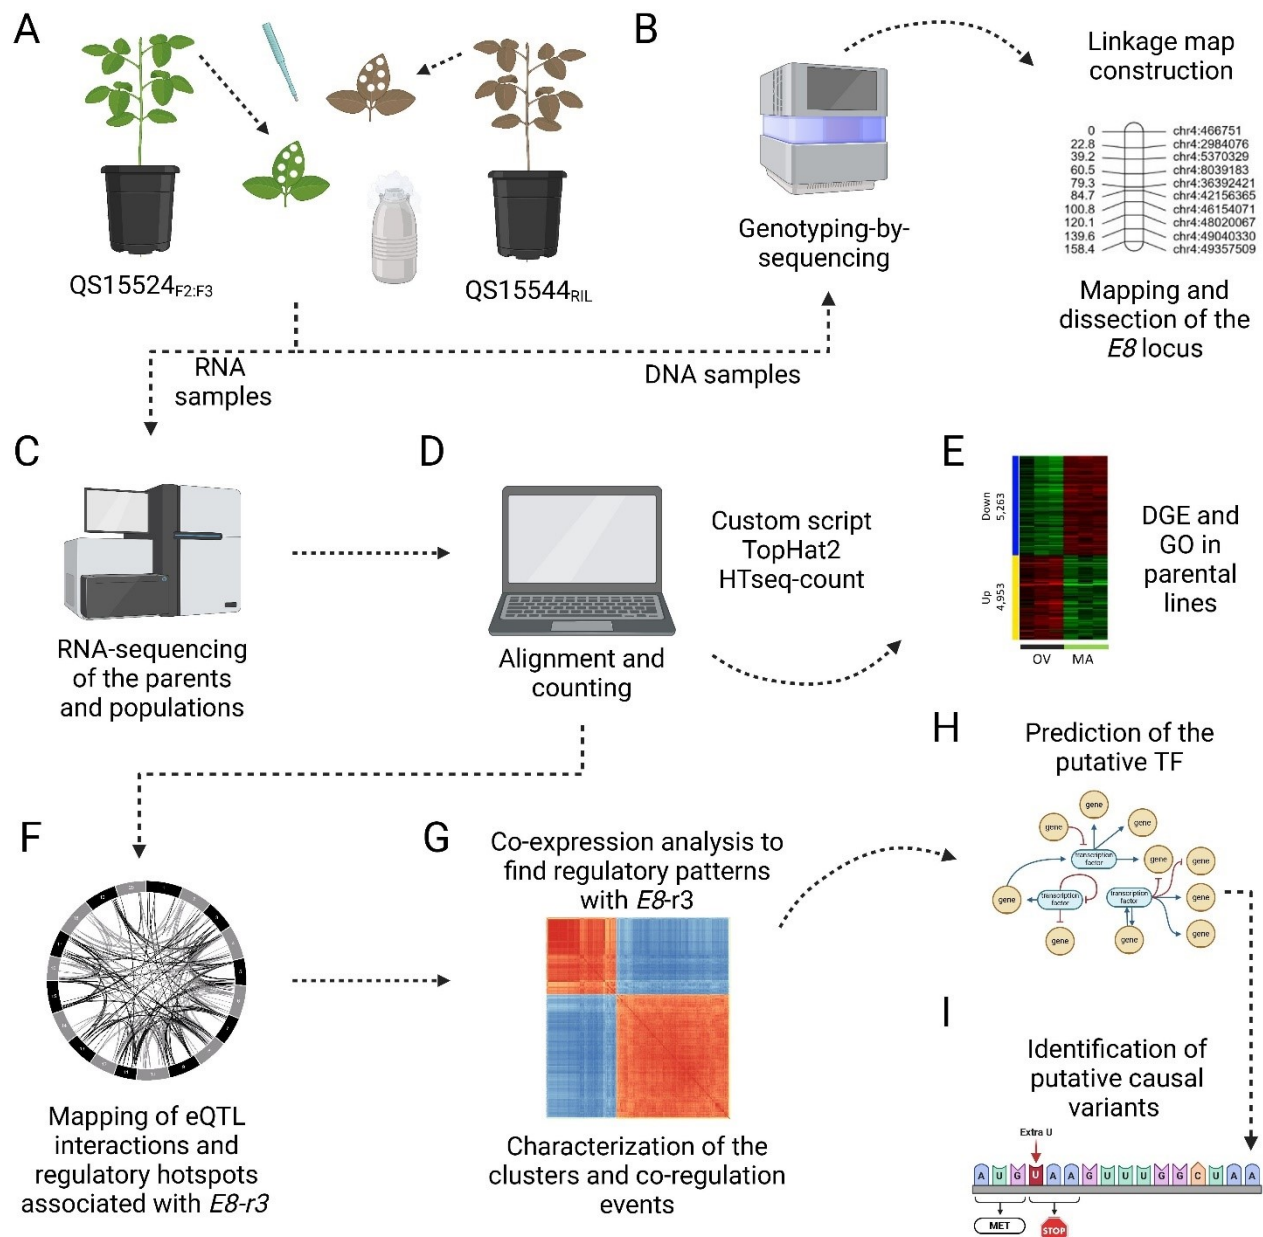 A
B
QS15524F2:F3
QS15544RIL
Genotyping-by-
sequencing
Linkage map
construction
0 chr4:466751
22.8 chr4:2984076
39.2 chr4:5370329
60.5 chr4:8039183
79.3 chr4:36392421
84.7 chr4:42156365
100.8 chr4:46154071
120.1 chr4:48020067
139.6 chr4:49040330
158.4 chr4:49357509
Mapping and
dissection of the
E8 locus
RNA
samples
DNA samples
C
RNA-sequencing
of the parents
and populations
D
Custom script
TopHat2
HTseq-count
Alignment and
counting
E
Down
5,263
Up
4,953
OV MA
DGE and
GO in
parental
lines
F
Mapping of eQTL
interactions and
regulatory hotspots
associated with E8-r3
G
Co-expression analysis to
find regulatory patterns
with E8-r3
Characterization of the
clusters and co-regulation
events
H
Prediction of the
putative TF
gene
gene
gene
transcription
factor
gene
gene
gene
transcription
factor
transcription
factor
gene
gene
gene
gene
I
Identification of
putative causal
variants
Extra U
A U G U A A G U U U G G C U A A
MET
STOP